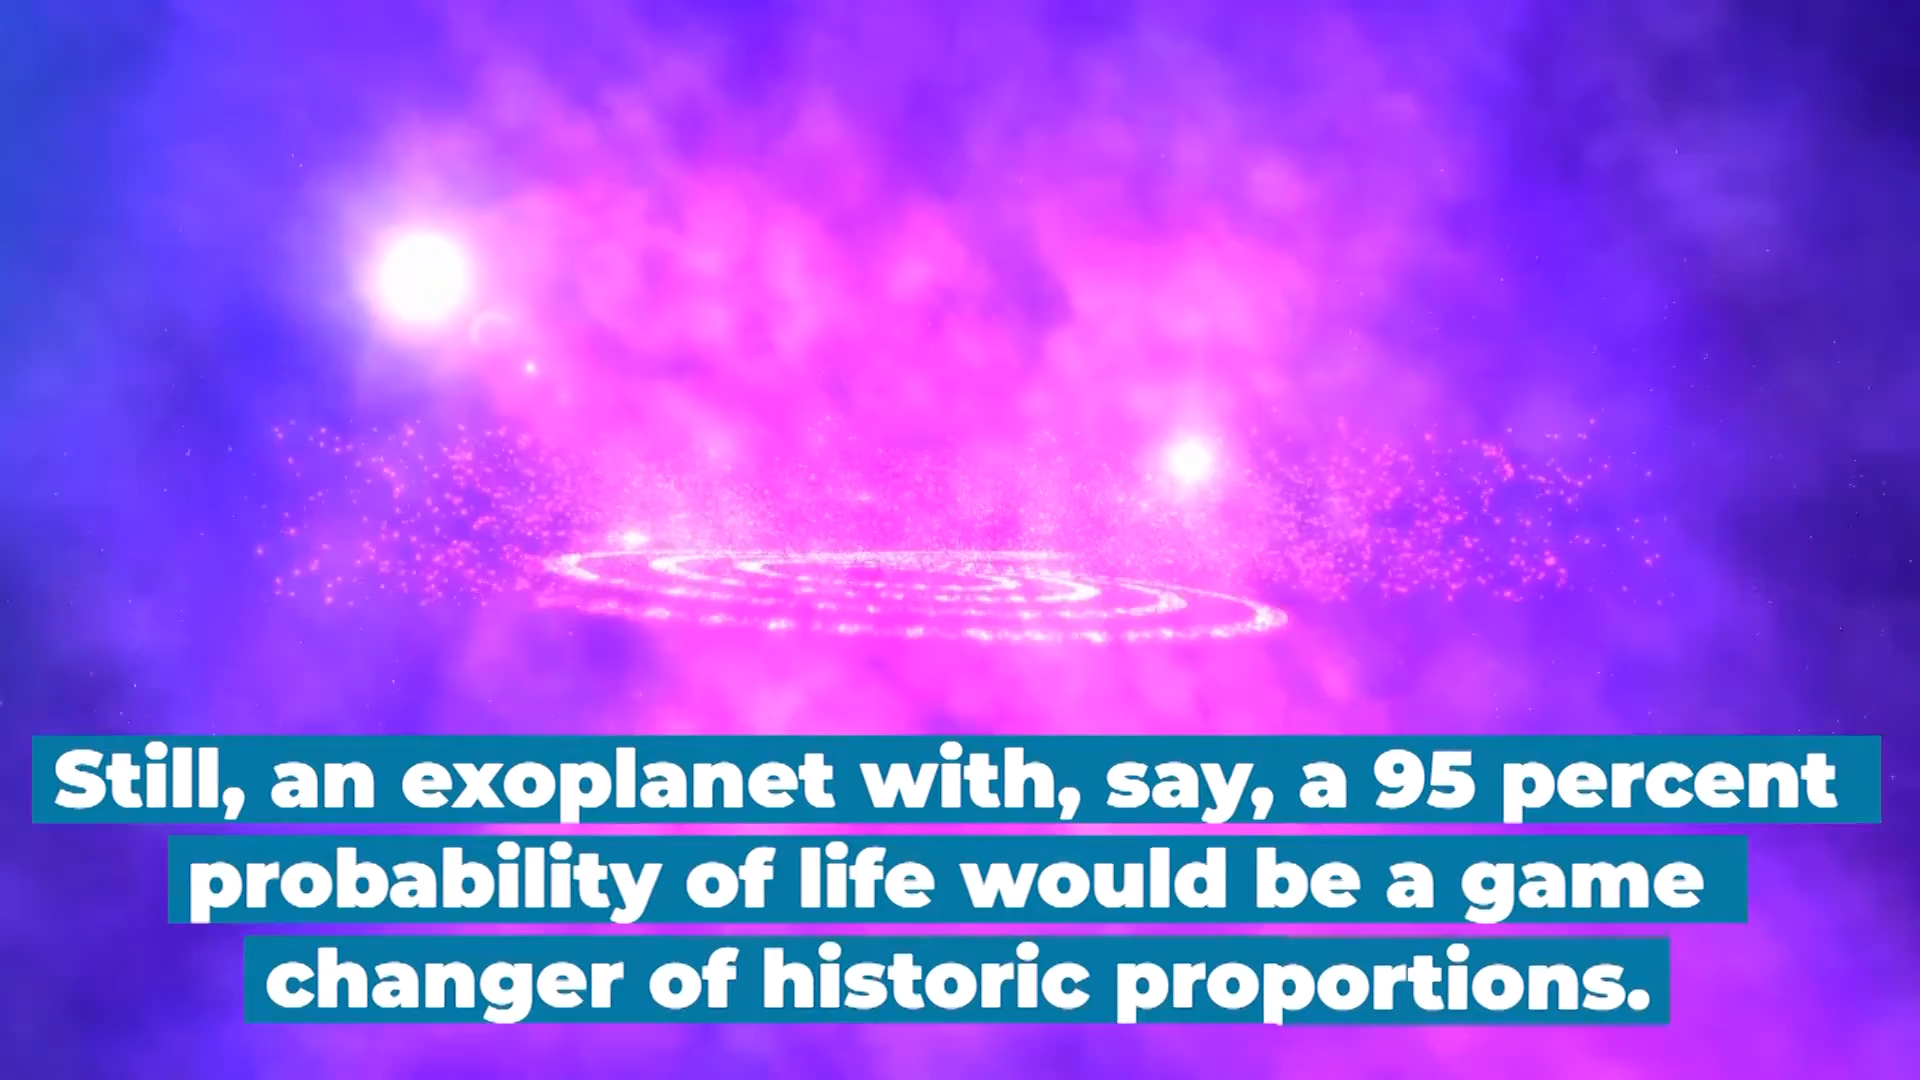 Still, an exoplanet with, say, a 95 percent
probability of life would be a game
changer of historic proportions.